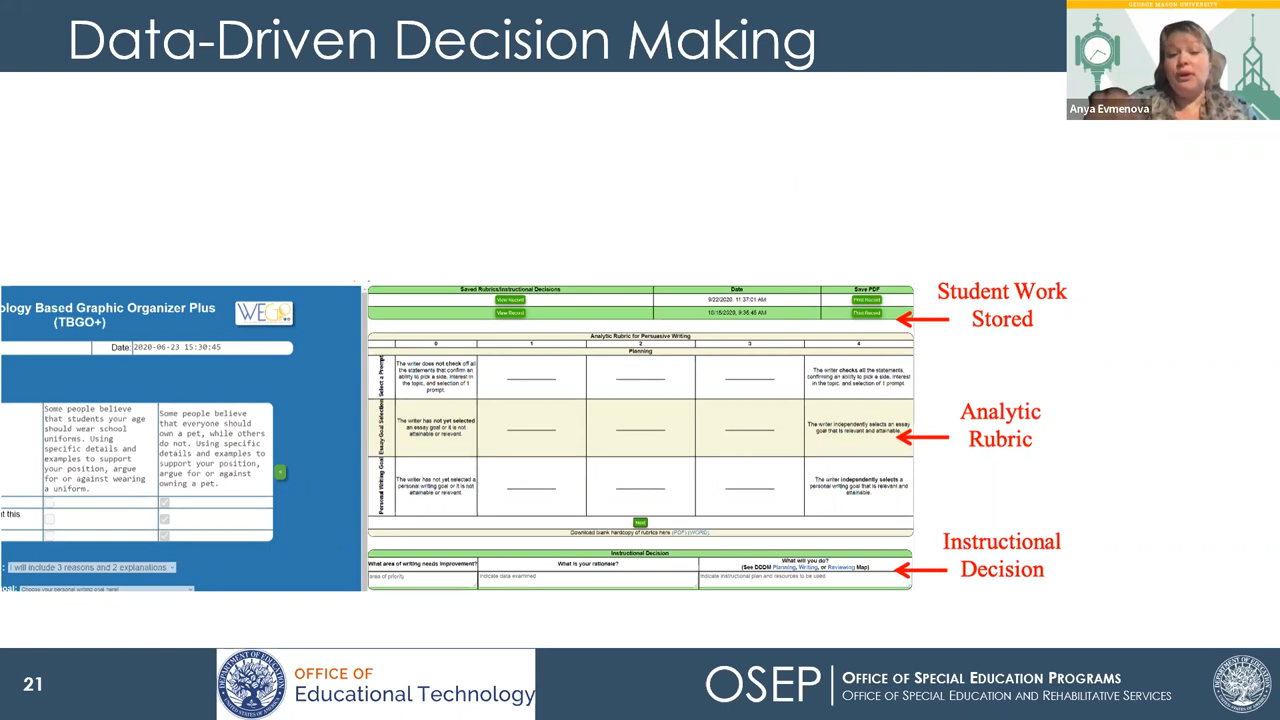 Data-Driven Decision Making
GEORGE MASON UNIVERSITY
Anya Evmenova
ology Based Graphic Organizer Plus
(TBGO+)
WEGO
Date: 2020-06-23 15:30:45
Some people believe
that students your age
should wear school
uniforms. Using
specific details and
examples to support
your position, argue
for or against wearing
a uniform.
Some people believe
that everyone should
own a pet, while others
do not. Using specific
details and examples to
support your position,
argue for or against
owning a pet.
+
ut this
I will include 3 reasons and 2 explanations
oal: Choose your personal writing goal here!
Saved Rubrics/Instructional Decisions Date Save PDF
View Record 9/22/2020, 11:37:01 AM Print Record
View Record 10/15/2020, 9:35:45 AM Print Record
Analytic Rubric for Persuasive Writing
0 1 2 3 4
Planning
Select a Prompt
The writer does not check off all
the statements that confirm an
ability to pick a side, interest in
the topic, and selection of 1
prompt.
The writer checks all the statements,
confirming an ability to pick a side, interest
in the topic, and selection of 1 prompt
Essay Goal Selection
The writer has not yet selected
an essay goal or it is not
attainable or relevant.
The writer independently selects an essay
goal that is relevant and attainable
Personal Writing Goal
The writer has not yet selected a
personal writing goal or it is not
attainable or relevant.
The writer independently selects a
personal writing goal that is relevant and
attainable.
Next
Download blank hardcopy of rubrics here (PDF) (WORD).
Instructional Decision
What area of writing needs improvement? What is your rationale? What will you do?
(See DDDM Planning, Writing, or Reviewing Map)
area of priority Indicate data examined Indicate instructional plan and resources to be used
Student Work
Stored
Analytic
Rubric
Instructional
Decision
21
OFFICE OF
Educational Technology
OSEP
OFFICE OF SPECIAL EDUCATION PROGRAMS
OFFICE OF SPECIAL EDUCATION AND REHABILITATIVE SERVICES